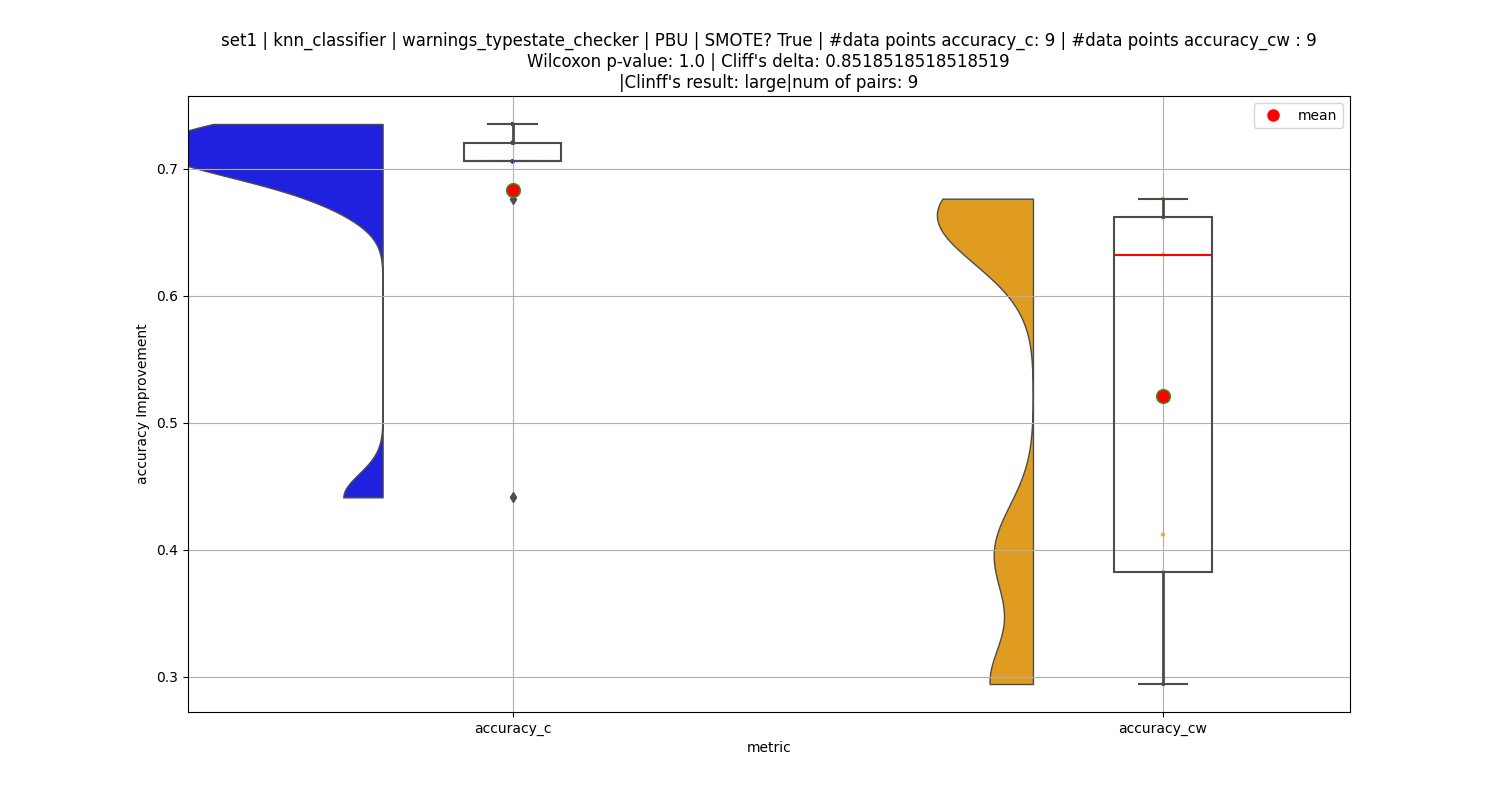 set1 | knn_classifier | warnings_typestate_checker | PBU | SMOTE? True | #data points accuracy_c: 9 | #data points accuracy_cw : 9
Wilcoxon p-value: 1.0 | Cliff's delta: 0.8518518518518519
|Clinff's result: large|num of pairs: 9
mean
0.7
0.6
0.5
0.4
0.3
accuracy Improvement
accuracy_c
accuracy_cw
metric